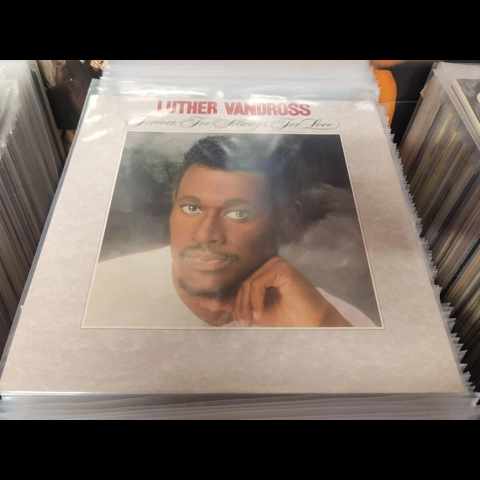 LUTHER VANDROSS
Forever, For Always, For Love